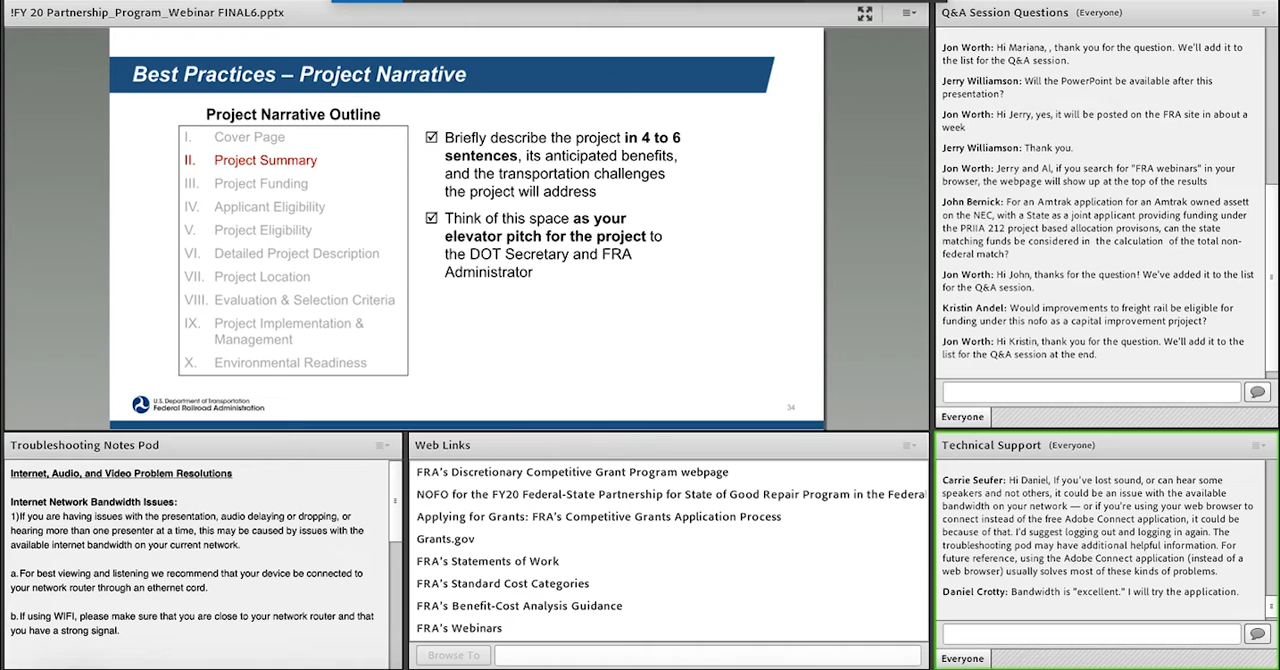 !FY 20 Partnership_Program_Webinar FINAL6.pptx
Best Practices – Project Narrative
Project Narrative Outline
I. Cover Page
II. Project Summary
III. Project Funding
IV. Applicant Eligibility
V. Project Eligibility
VI. Detailed Project Description
VII. Project Location
VIII. Evaluation & Selection Criteria
IX. Project Implementation &
Management
X. Environmental Readiness
Briefly describe the project in 4 to 6
sentences, its anticipated benefits,
and the transportation challenges
the project will address
Think of this space as your
elevator pitch for the project to
the DOT Secretary and FRA
Administrator
U.S. Department of Transportation
Federal Railroad Administration
34
Q&A Session Questions (Everyone)
Jon Worth: Hi Mariana, , thank you for the question. We'll add it to
the list for the Q&A session.
Jerry Williamson: Will the PowerPoint be available after this
presentation?
Jon Worth: Hi Jerry, yes, it will be posted on the FRA site in about a
week
Jerry Williamson: Thank you.
Jon Worth: Jerry and Al, if you search for "FRA webinars" in your
browser, the webpage will show up at the top of the results
John Bernick: For an Amtrak application for an Amtrak owned assett
on the NEC, with a State as a joint applicant providing funding under
the PRIIA 212 project based allocation provisons, can the state
matching funds be considered in the calculation of the total non-
federal match?
Jon Worth: Hi John, thanks for the question! We've added it to the list
for the Q&A session.
Kristin Andel: Would improvements to freight rail be eligible for
funding under this nofo as a capital improvement prioject?
Jon Worth: Hi Kristin, thank you for the question. We'll add it to the
list for the Q&A session at the end.
Everyone
Troubleshooting Notes Pod
Internet, Audio, and Video Problem Resolutions
Internet Network Bandwidth Issues:
1)If you are having issues with the presentation, audio delaying or dropping, or
hearing more than one presenter at a time, this may be caused by issues with the
available internet bandwidth on your current network.
a.For best viewing and listening we recommend that your device be connected to
your network router through an ethernet cord.
b.If using WIFI, please make sure that you are close to your network router and that
you have a strong signal.
Web Links
FRA's Discretionary Competitive Grant Program webpage
NOFO for the FY20 Federal-State Partnership for State of Good Repair Program in the Federal
Applying for Grants: FRA's Competitive Grants Application Process
Grants.gov
FRA's Statements of Work
FRA's Standard Cost Categories
FRA's Benefit-Cost Analysis Guidance
FRA's Webinars
Browse To
Technical Support (Everyone)
Carrie Seufer: Hi Daniel, If you've lost sound, or can hear some
speakers and not others, it could be an issue with the available
bandwidth on your network — or if you're using your web browser to
connect instead of the free Adobe Connect application, it could be
because of that. I'd suggest logging out and logging in again. The
troubleshooting pod may have additional helpful information. For
future reference, using the Adobe Connect application (instead of a
web browser) usually solves most of these kinds of problems.
Daniel Crotty: Bandwidth is "excellent." I will try the application.
Everyone